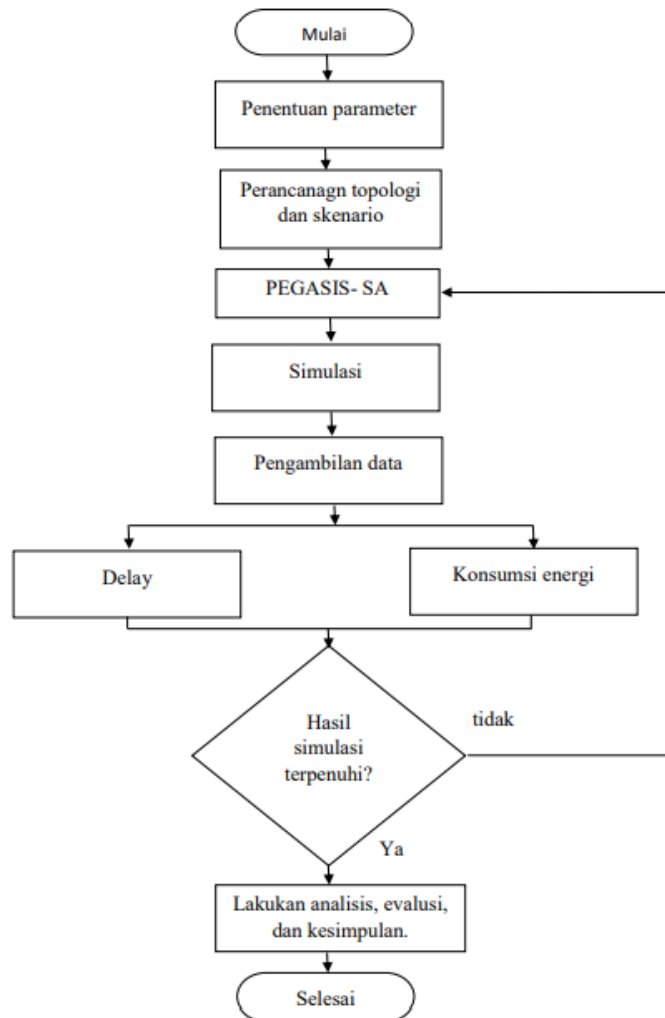 Mulai
Penentuan parameter
Perancanagn topologi
dan skenario
PEGASIS- SA
Simulasi
Pengambilan data
Delay
Konsumsi energi
Hasil
simulasi
terpenuhi?
tidak
Ya
Lakukan analisis, evalusi,
dan kesimpulan.
Selesai